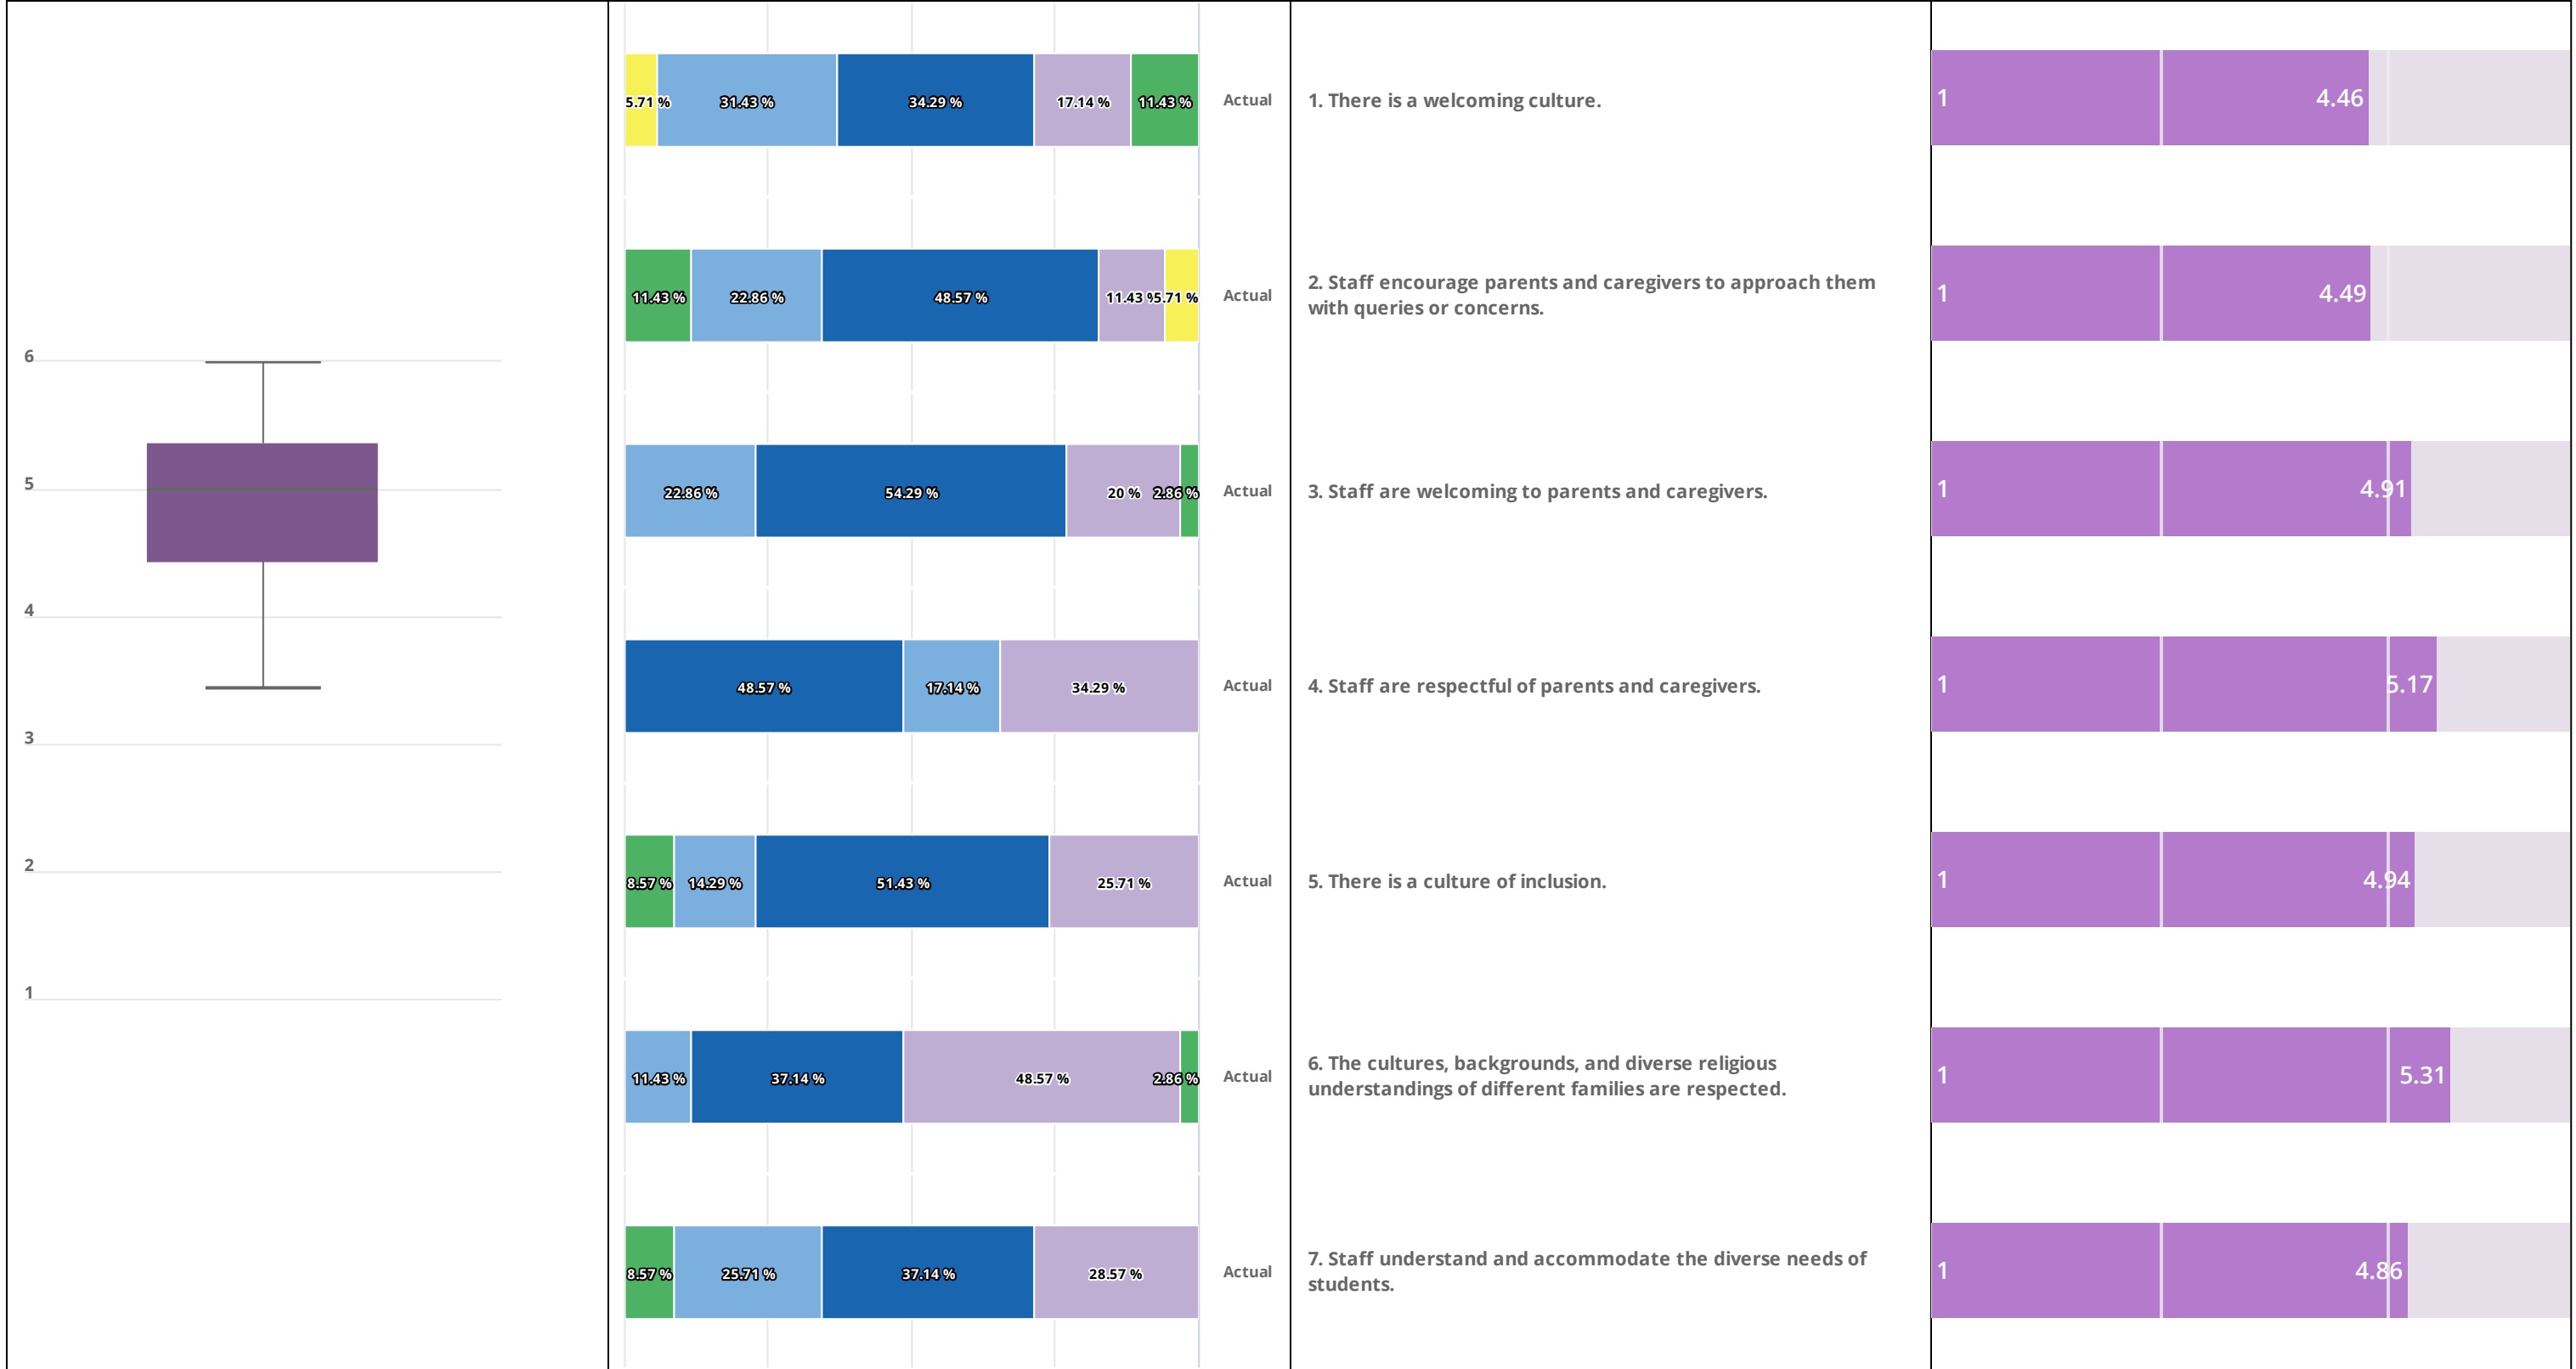 5.71 %
31.43 %
34.29 %
17.14 %
11.43 %
Actual
1. There is a welcoming culture.
1
4.46
11.43 %
22.86 %
48.57 %
11.43 %
5.71 %
Actual
2. Staff encourage parents and caregivers to approach them
with queries or concerns.
1
4.49
6
5
4
3
2
1
22.86 %
54.29 %
20 %
2.86 %
Actual
3. Staff are welcoming to parents and caregivers.
1
4.91
48.57 %
17.14 %
34.29 %
Actual
4. Staff are respectful of parents and caregivers.
1
5.17
8.57 %
14.29 %
51.43 %
25.71 %
Actual
5. There is a culture of inclusion.
1
4.94
11.43 %
37.14 %
48.57 %
2.86 %
Actual
6. The cultures, backgrounds, and diverse religious
understandings of different families are respected.
1
5.31
8.57 %
25.71 %
37.14 %
28.57 %
Actual
7. Staff understand and accommodate the diverse needs of
students.
1
4.86